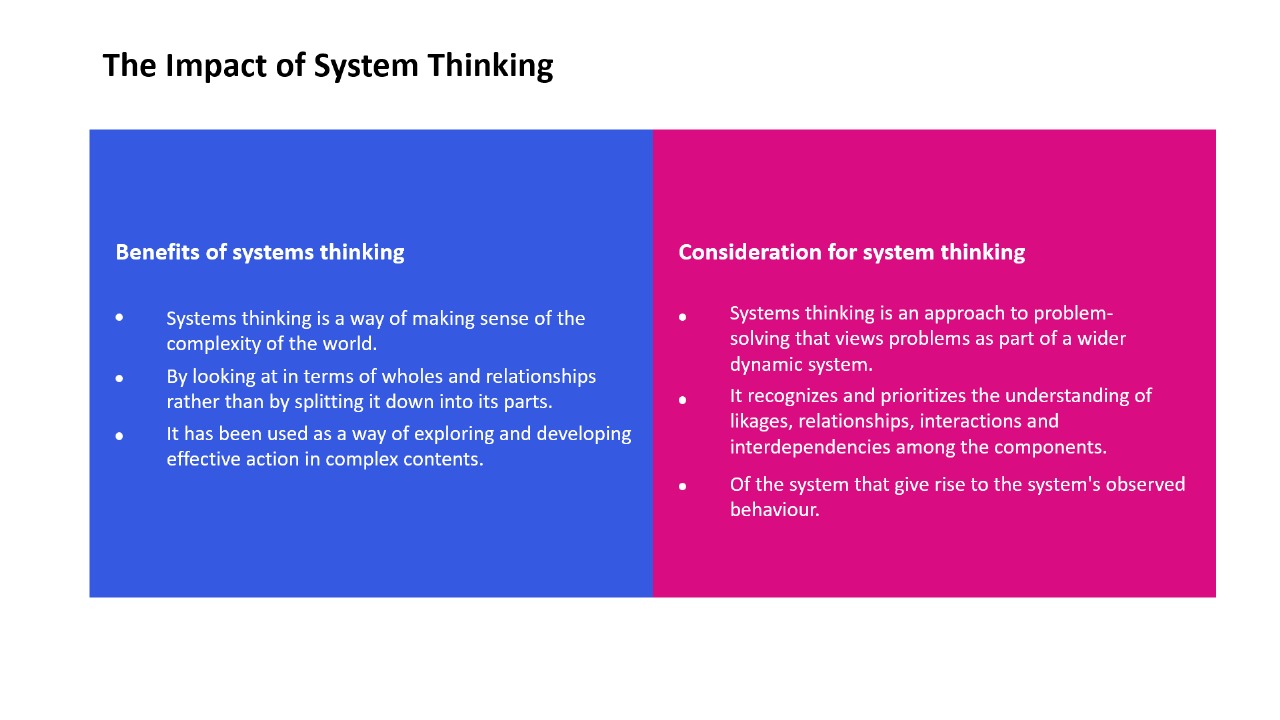 The Impact of System Thinking
Benefits of systems thinking
• Systems thinking is a way of making sense of the
complexity of the world.
• By looking at in terms of wholes and relationships
rather than by splitting it down into its parts.
• It has been used as a way of exploring and developing
effective action in complex contents.
Consideration for system thinking
• Systems thinking is an approach to problem-
solving that views problems as part of a wider
dynamic system.
• It recognizes and prioritizes the understanding of
likages, relationships, interactions and
interdependencies among the components.
• Of the system that give rise to the system's observed
behaviour.